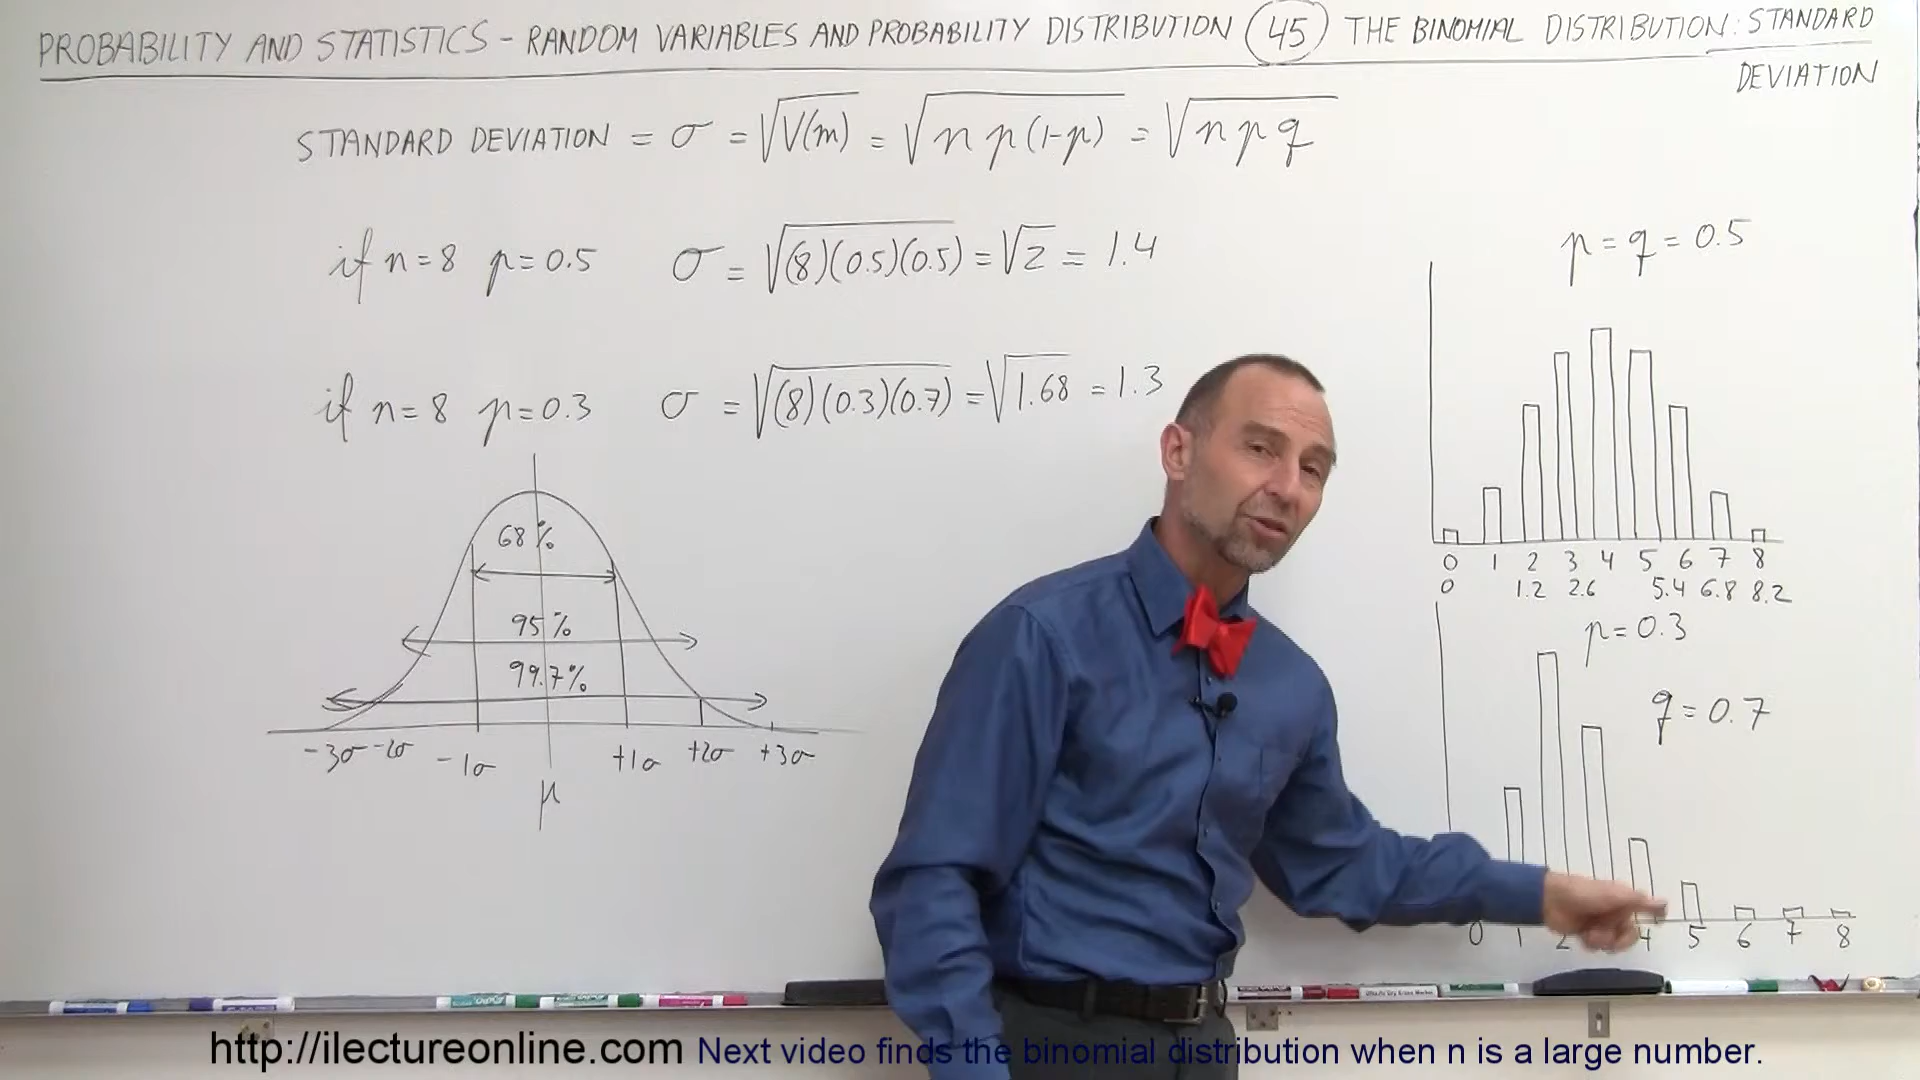 PROBABILITY AND STATISTICS - RANDOM VARIABLES AND PROBABILITY DISTRIBUTION 45 THE BINOMIAL DISTRIBUTION: STANDARD
DEVIATION
STANDARD DEVIATION = σ = √V(m) = √n p(1-p) = √n p q
if n=8 p=0.5 σ = √(8)(0.5)(0.5) = √2 = 1.4
if n=8 p=0.3 σ = √(8)(0.3)(0.7) = √1.68 = 1.3
68%
95%
99.7%
-3σ -2σ -1σ +1σ +2σ +3σ
μ
p = q = 0.5
0 1 2 3 4 5 6 7 8
0 1.2 2.6 5.4 6.8 8.2
p=0.3
q = 0.7
0 1 2 4 5 6 7 8
http://ilectureonline.com Next video finds the binomial distribution when n is a large number.